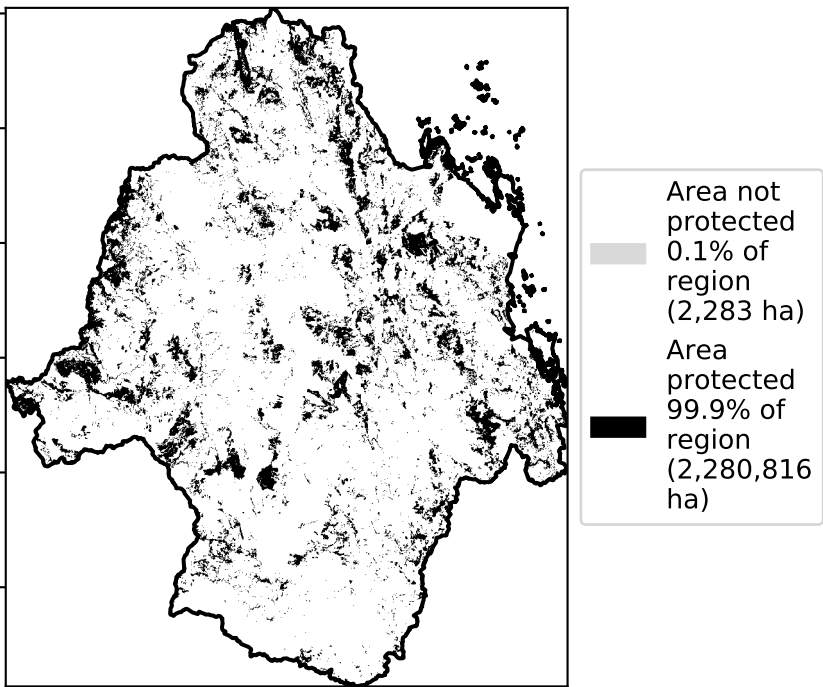 Area not
protected
0.1% of
region
(2,283 ha)
Area
protected
99.9% of
region
(2,280,816
ha)